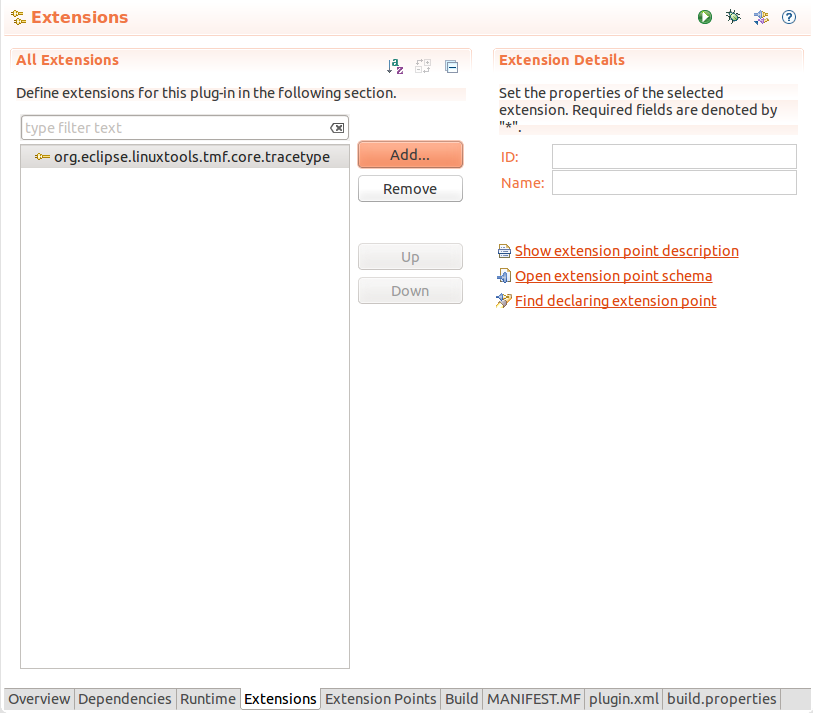 Extensions
All Extensions
Define extensions for this plug-in in the following section.
type filter text
org.eclipse.linuxtools.tmf.core.tracetype
Add...
Remove
Up
Down
Extension Details
Set the properties of the selected
extension. Required fields are denoted by
"*".
ID:
Name:
Show extension point description
Open extension point schema
Find declaring extension point
Overview Dependencies Runtime Extensions Extension Points Build MANIFEST.MF plugin.xml build.properties